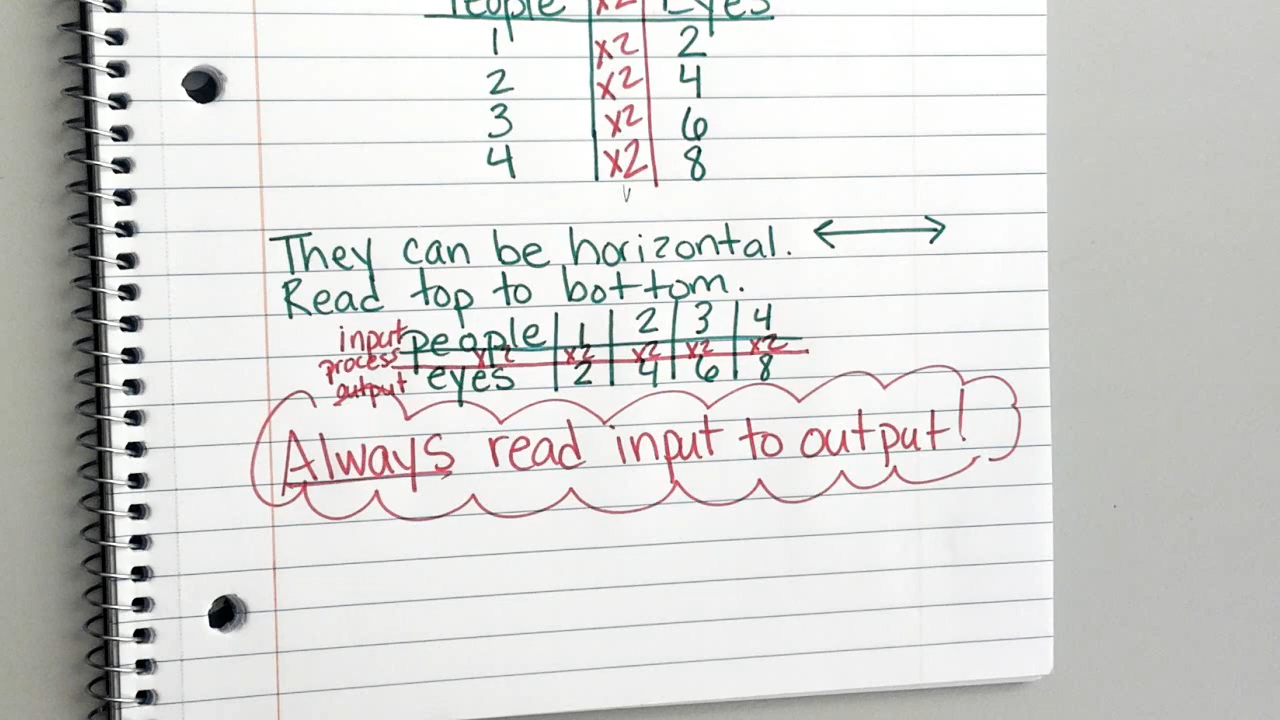 People x2 Eyes
1 x2 2
2 x2 4
3 x2 6
4 x2 8
They can be horizontal.
Read top to bottom.
input people 1 2 3 4
process x2 x2 x2 x2 x2
output eyes 2 4 6 8
Always read input to output!